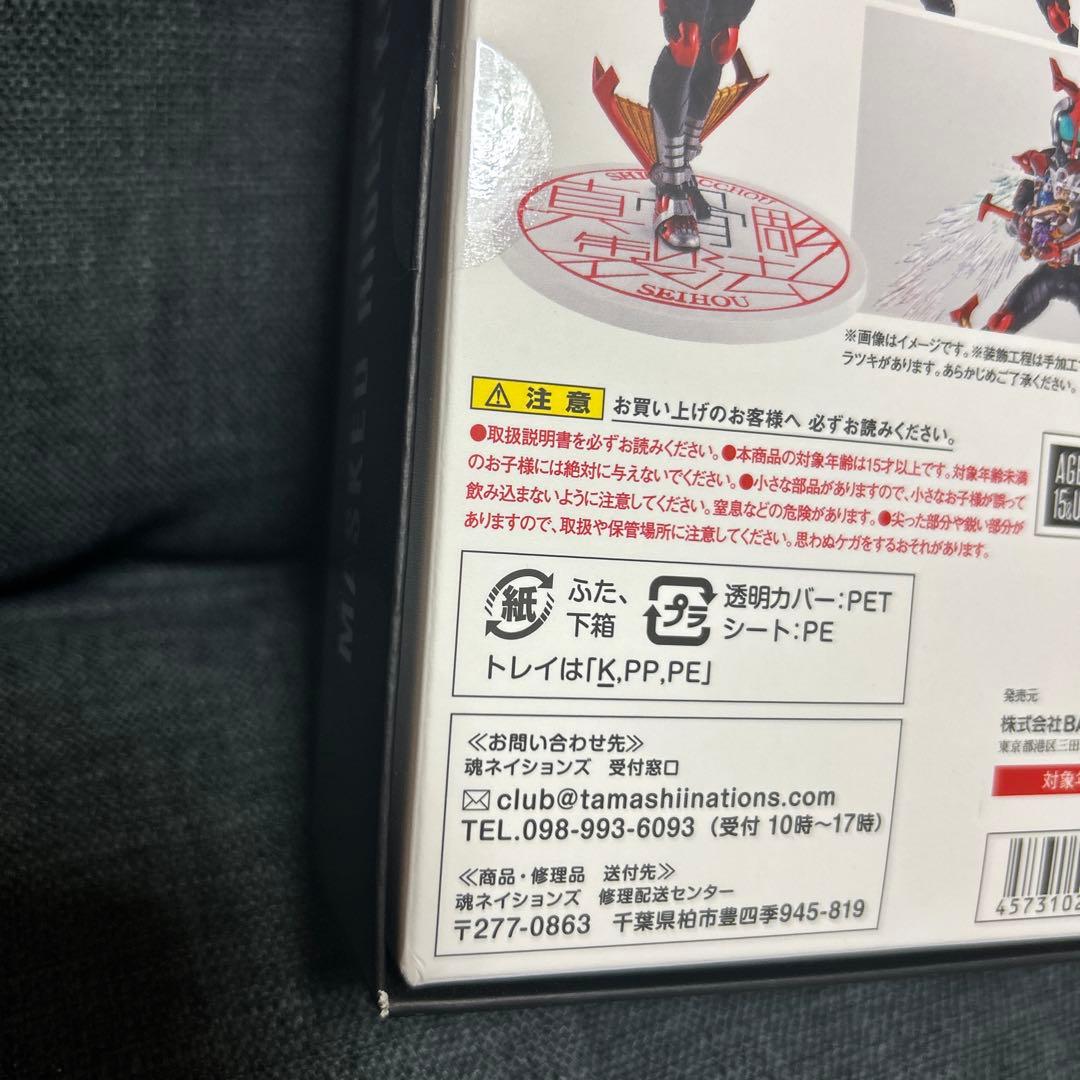 SEIHOU
※画像はイメージです。※装飾工程は手加工
ラツキがあります。あらかじめご了承ください。
注意 お買い上げのお客様へ 必ずお読みください。
●取扱説明書を必ずお読みください。●本商品の対象年齢は15才以上です。対象年齢未満
のお子様には絶対に与えないでください。●小さな部品がありますので、小さなお子様が誤って
飲み込まないように注意してください。窒息などの危険があります。●尖った部分や鋭い部分が
ありますので、取扱や保管場所に注意してください。思わぬケガをするおそれがあります。
AGE
15&U
紙 ふた、
下箱
プラ 透明カバー:PET
シート:PE
トレイは「K,PP,PE」
発売元
株式会社BA
東京都港区三田
対象年
≪お問い合わせ先≫
魂ネイションズ 受付窓口
club@tamashiinations.com
TEL.098-993-6093 (受付 10時〜17時)
≪商品・修理品 送付先≫
魂ネイションズ 修理配送センター
〒277-0863 千葉県柏市豊四季945-819
4573102